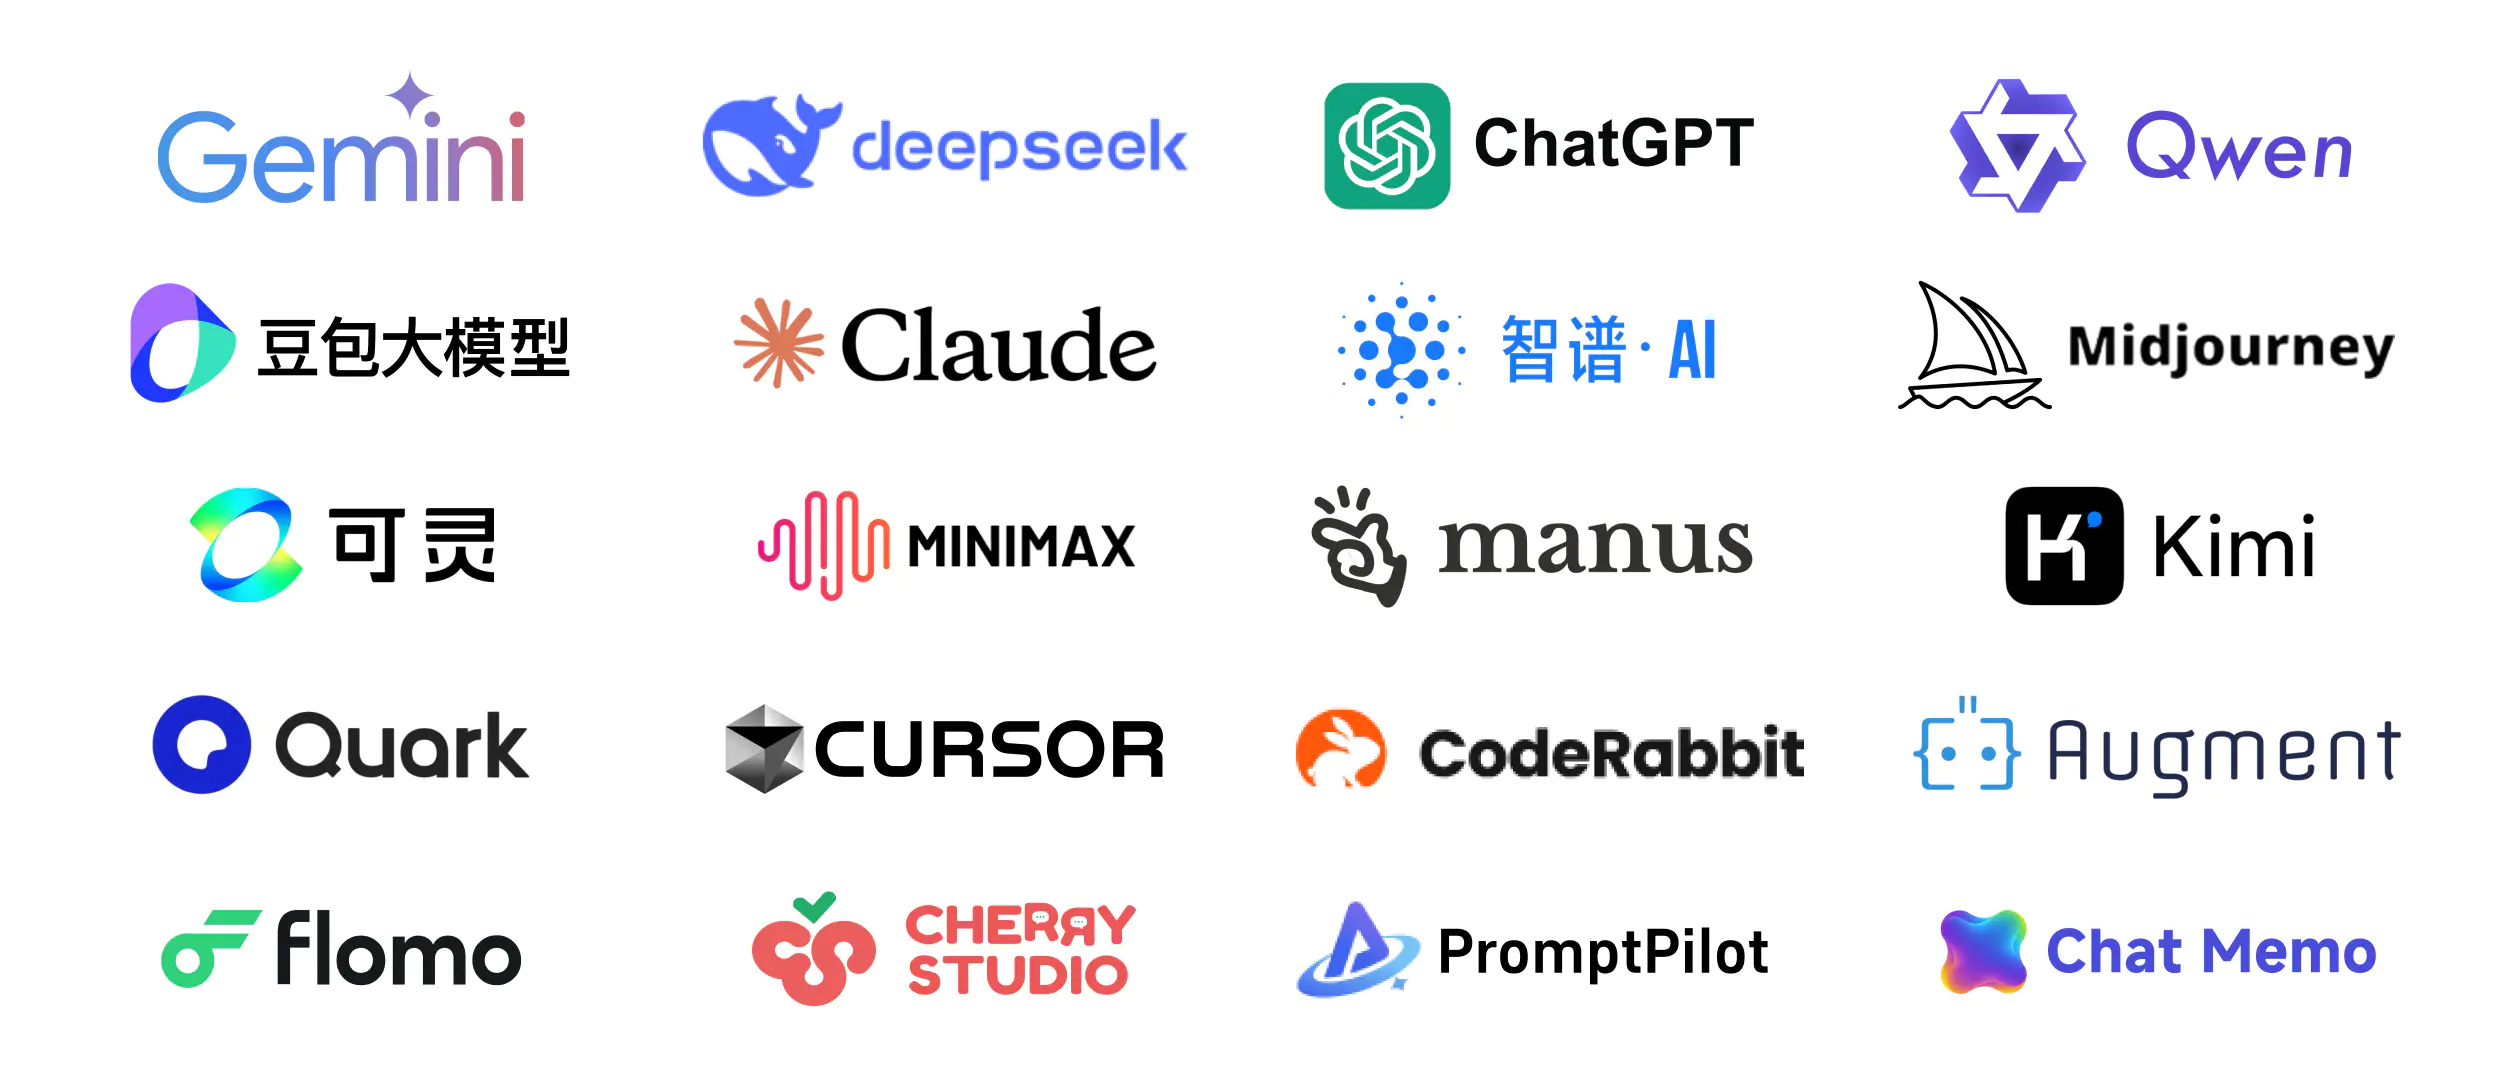 Gemini
deepseek
ChatGPT
Qwen
豆包大模型
Claude
智谱·AI
Midjourney
可灵
MINIMAX
manus
Kimi
Quark
CURSOR
CodeRabbit
Augment
flomo
CHERRY
STUDIO
PromptPilot
Chat Memo